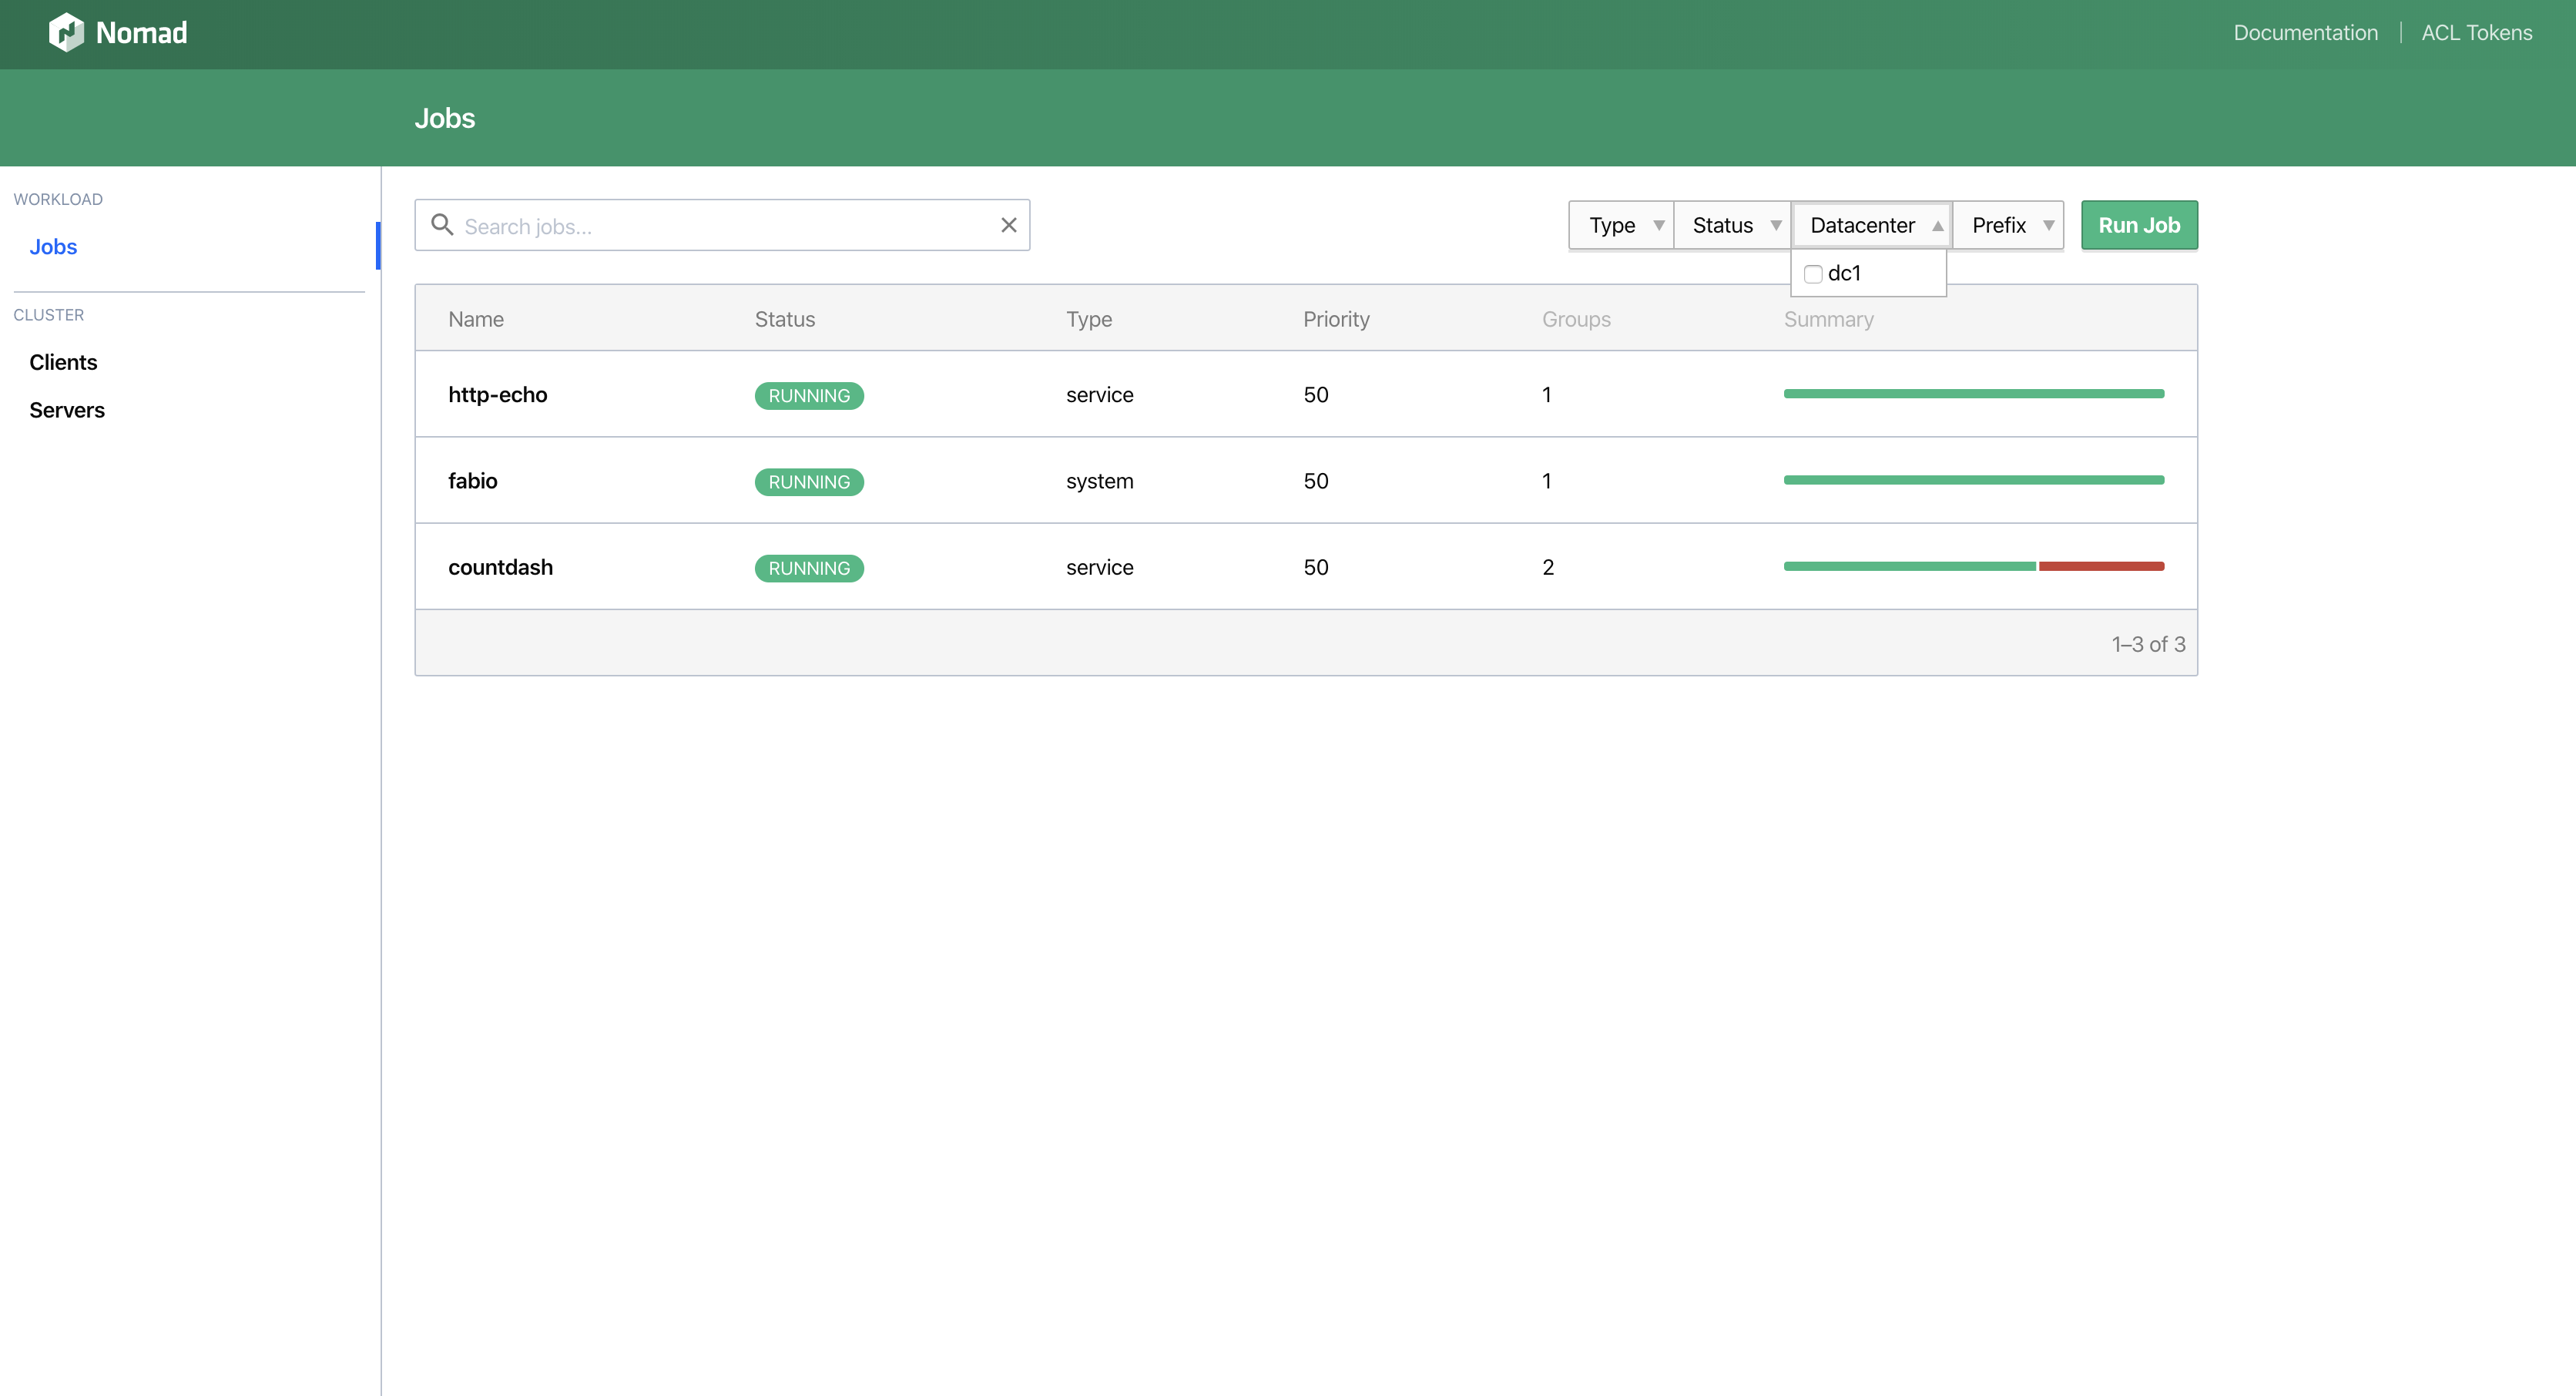 Nomad
Documentation
ACL Tokens
Jobs
WORKLOAD
Jobs
CLUSTER
Clients
Servers
Search jobs...
Type
Status
Datacenter
Prefix
Run Job
dc1
Name Status Type Priority Groups Summary
http-echo RUNNING service 50 1
fabio RUNNING system 50 1
countdash RUNNING service 50 2
1–3 of 3